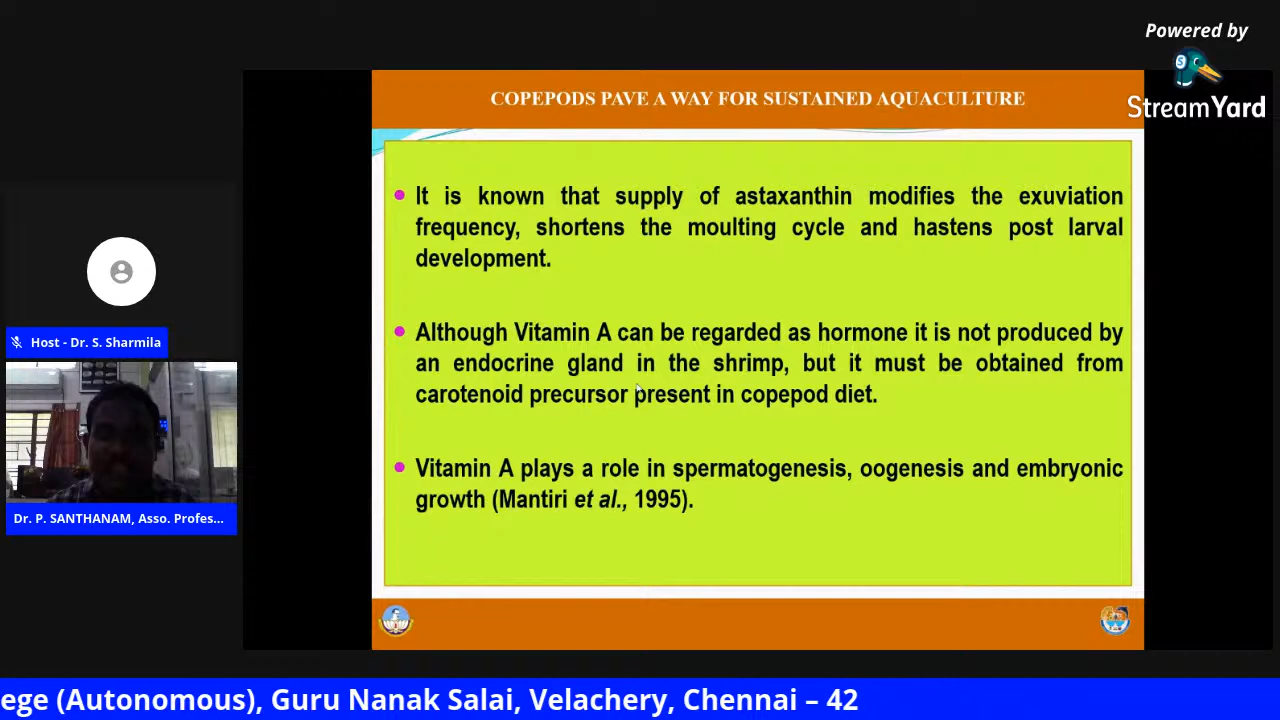 Powered by
StreamYard
COPEPODS PAVE A WAY FOR SUSTAINED AQUACULTURE
It is known that supply of astaxanthin modifies the exuviation
frequency, shortens the moulting cycle and hastens post larval
development.
Although Vitamin A can be regarded as hormone it is not produced by
an endocrine gland in the shrimp, but it must be obtained from
carotenoid precursor present in copepod diet.
Vitamin A plays a role in spermatogenesis, oogenesis and embryonic
growth (Mantiri et al., 1995).
Host - Dr. S. Sharmila
Dr. P. SANTHANAM, Asso. Profes...
ege (Autonomous), Guru Nanak Salai, Velachery, Chennai – 42